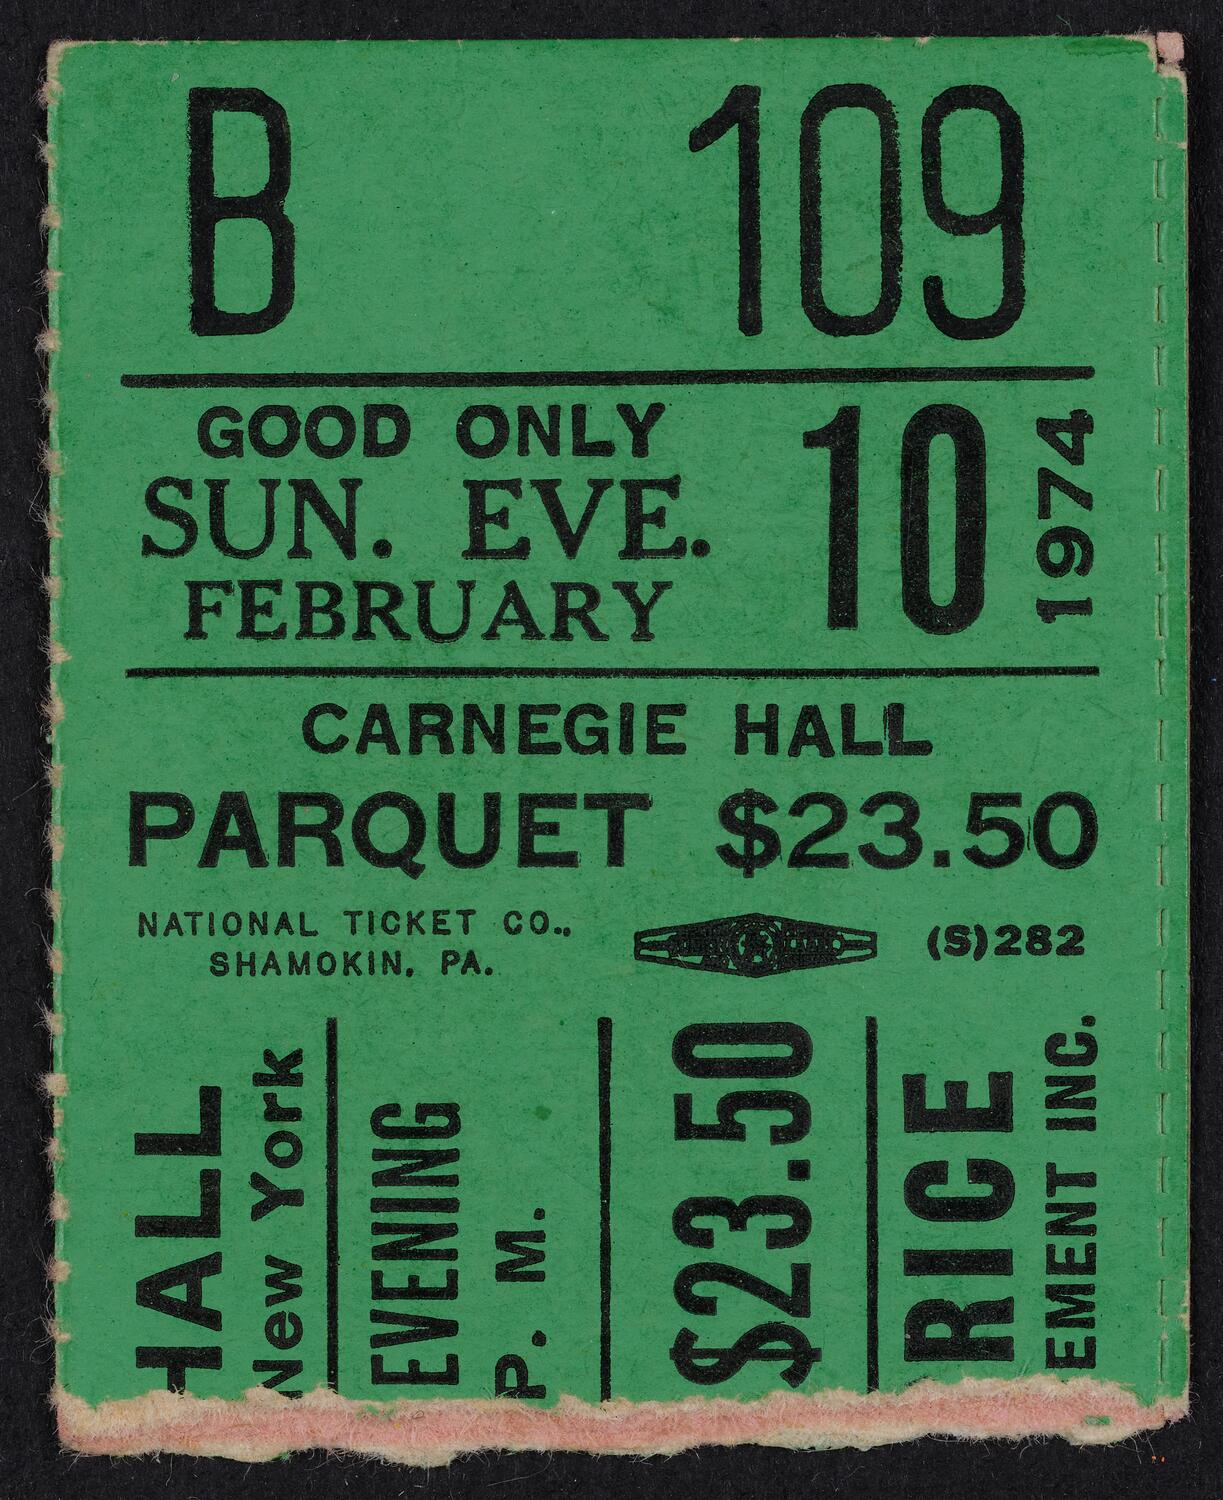 B 109
GOOD ONLY
SUN. EVE.
FEBRUARY
10
1974
CARNEGIE HALL
PARQUET $23.50
NATIONAL TICKET CO.,
SHAMOKIN, PA.
(S)282
HALL
New York
EVENING
P. M.
$23.50
RICE
EMENT INC.